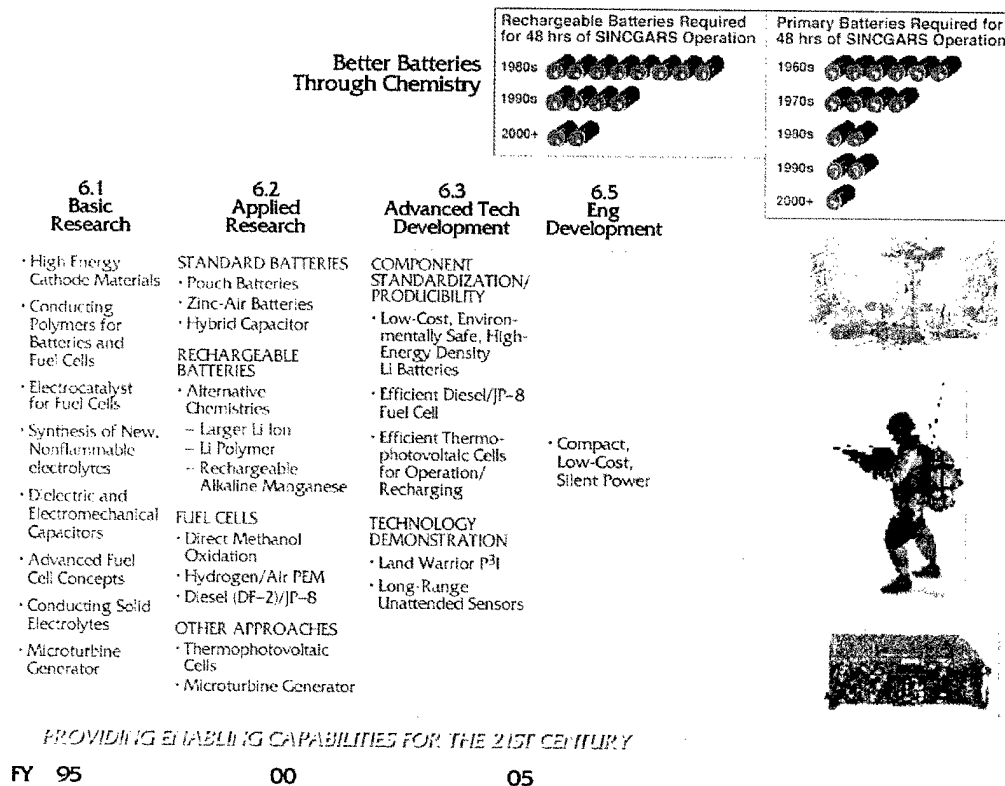 Better Batteries
Through Chemistry
Rechargeable Batteries Required
for 48 hrs of SINCGARS Operation
1980s
1990s
2000+
Primary Batteries Required for
48 hrs of SINCGARS Operation
1960s
1970s
1980s
1990s
2000+
6.1
Basic
Research
· High Energy
Cathode Materials
· Conducting
Polymers for
Batteries and
Fuel Cells
· Electrocatalyst
for Fuel Cells
· Synthesis of New,
Nonflammable
electrolytes
· Dielectric and
Electromechanical
Capacitors
· Advanced Fuel
Cell Concepts
· Conducting Solid
Electrolytes
· Microturbine
Generator
6.2
Applied
Research
STANDARD BATTERIES
· Pouch Batteries
· Zinc-Air Batteries
· Hybrid Capacitor
RECHARGEABLE
BATTERIES
· Alternative
Chemistries
– Larger Li Ion
– Li Polymer
– Rechargeable
Alkaline Manganese
FUEL CELLS
· Direct Methanol
Oxidation
· Hydrogen/Air PEM
· Diesel (DF–2)/JP–8
OTHER APPROACHES
· Thermophotovoltaic
Cells
· Microturbine Generator
6.3
Advanced Tech
Development
COMPONENT
STANDARDIZATION/
PRODUCIBILITY
· Low-Cost, Environ-
mentally Safe, High-
Energy Density
Li Batteries
· Efficient Diesel/JP–8
Fuel Cell
· Efficient Thermo-
photovoltaic Cells
for Operation/
Recharging
TECHNOLOGY
DEMONSTRATION
· Land Warrior P³I
· Long-Range
Unattended Sensors
6.5
Eng
Development
· Compact,
Low-Cost,
Silent Power
PROVIDING ENABLING CAPABILITIES FOR THE 21ST CENTURY
FY 95 00 05